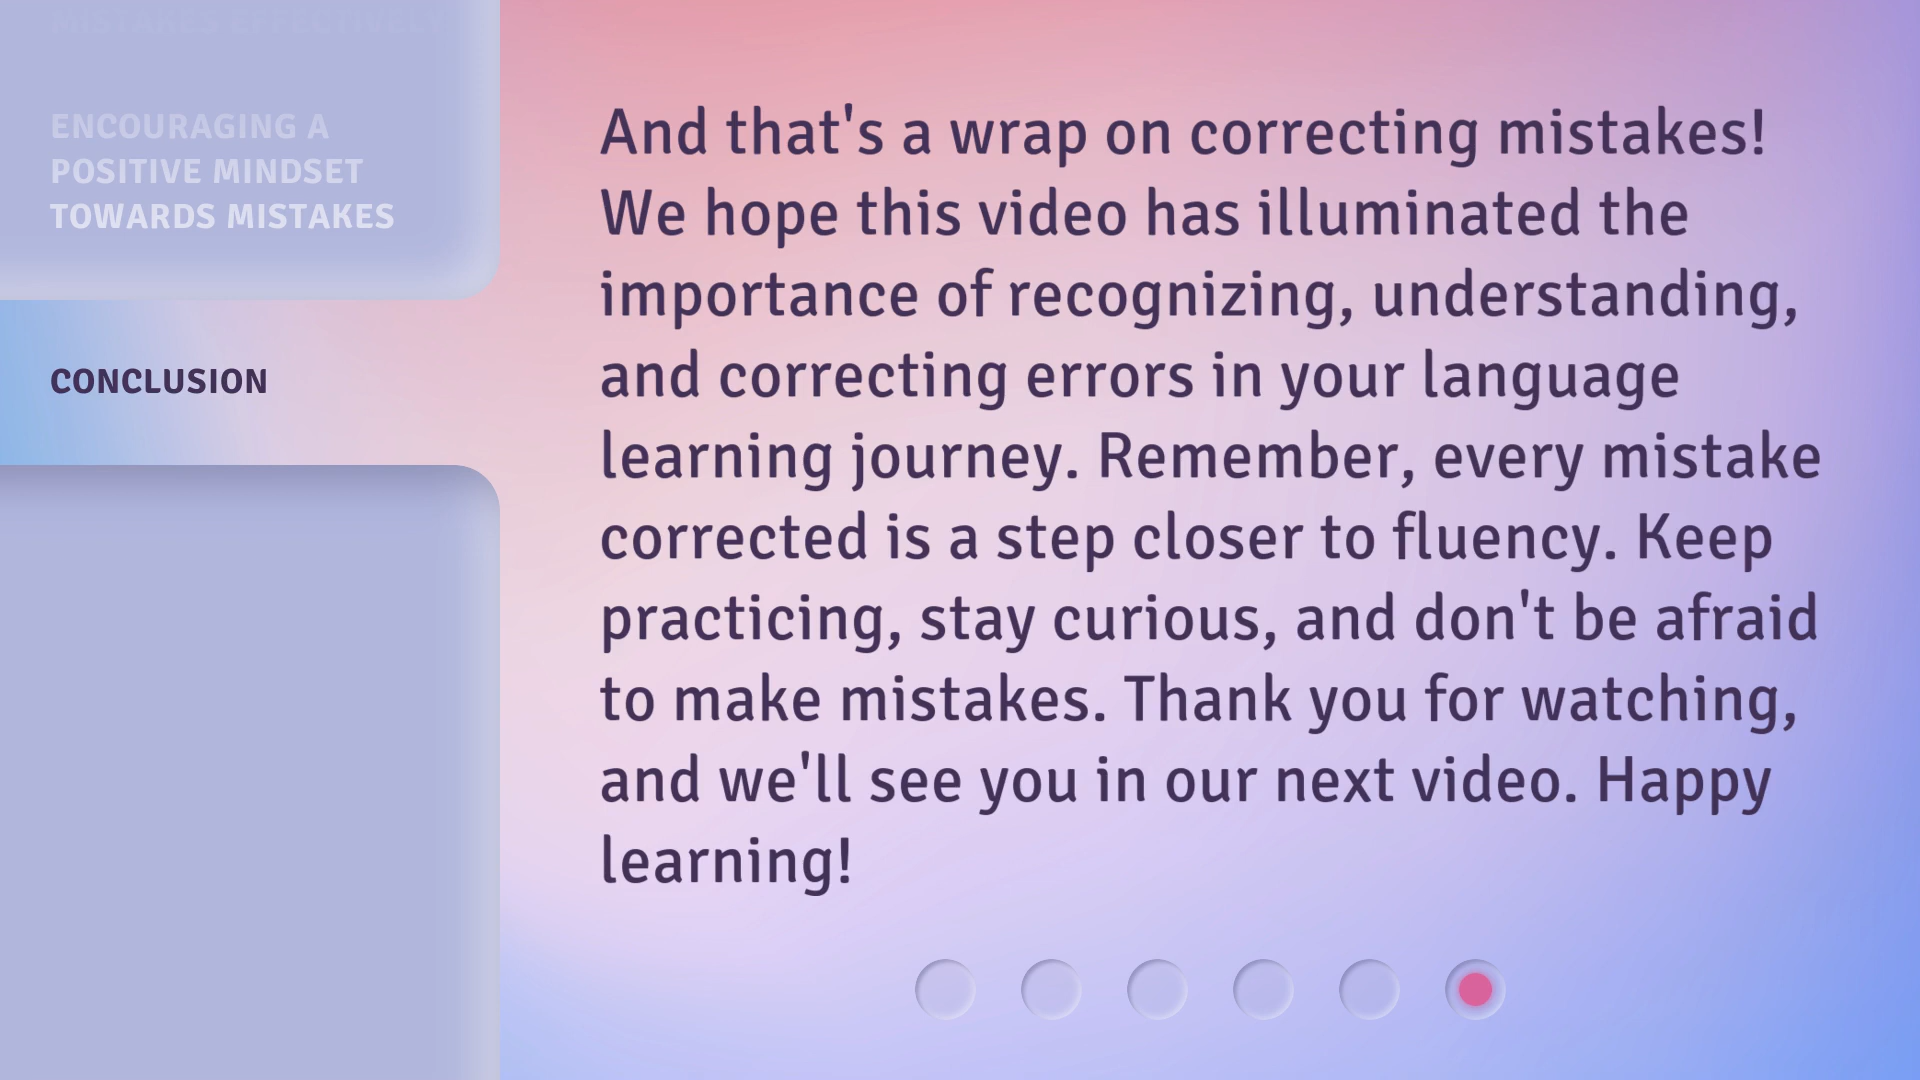 MISTAKES EFFECTIVELY
ENCOURAGING A
POSITIVE MINDSET
TOWARDS MISTAKES
CONCLUSION
And that's a wrap on correcting mistakes!
We hope this video has illuminated the
importance of recognizing, understanding,
and correcting errors in your language
learning journey. Remember, every mistake
corrected is a step closer to fluency. Keep
practicing, stay curious, and don't be afraid
to make mistakes. Thank you for watching,
and we'll see you in our next video. Happy
learning!